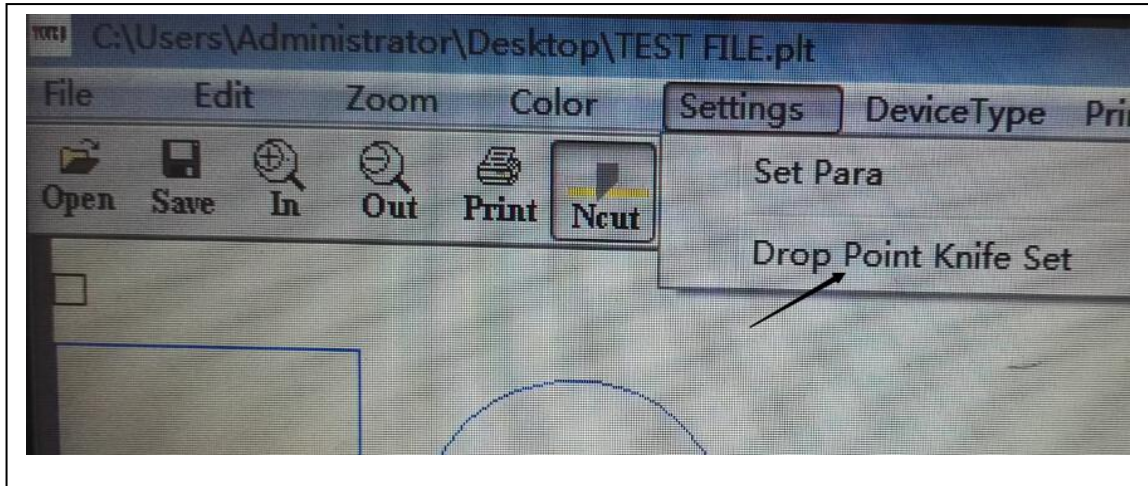 C:\Users\Administrator\Desktop\TEST FILE.plt
File Edit Zoom Color Settings DeviceType
Open Save In Out Print Ncut
Set Para
Drop Point Knife Set